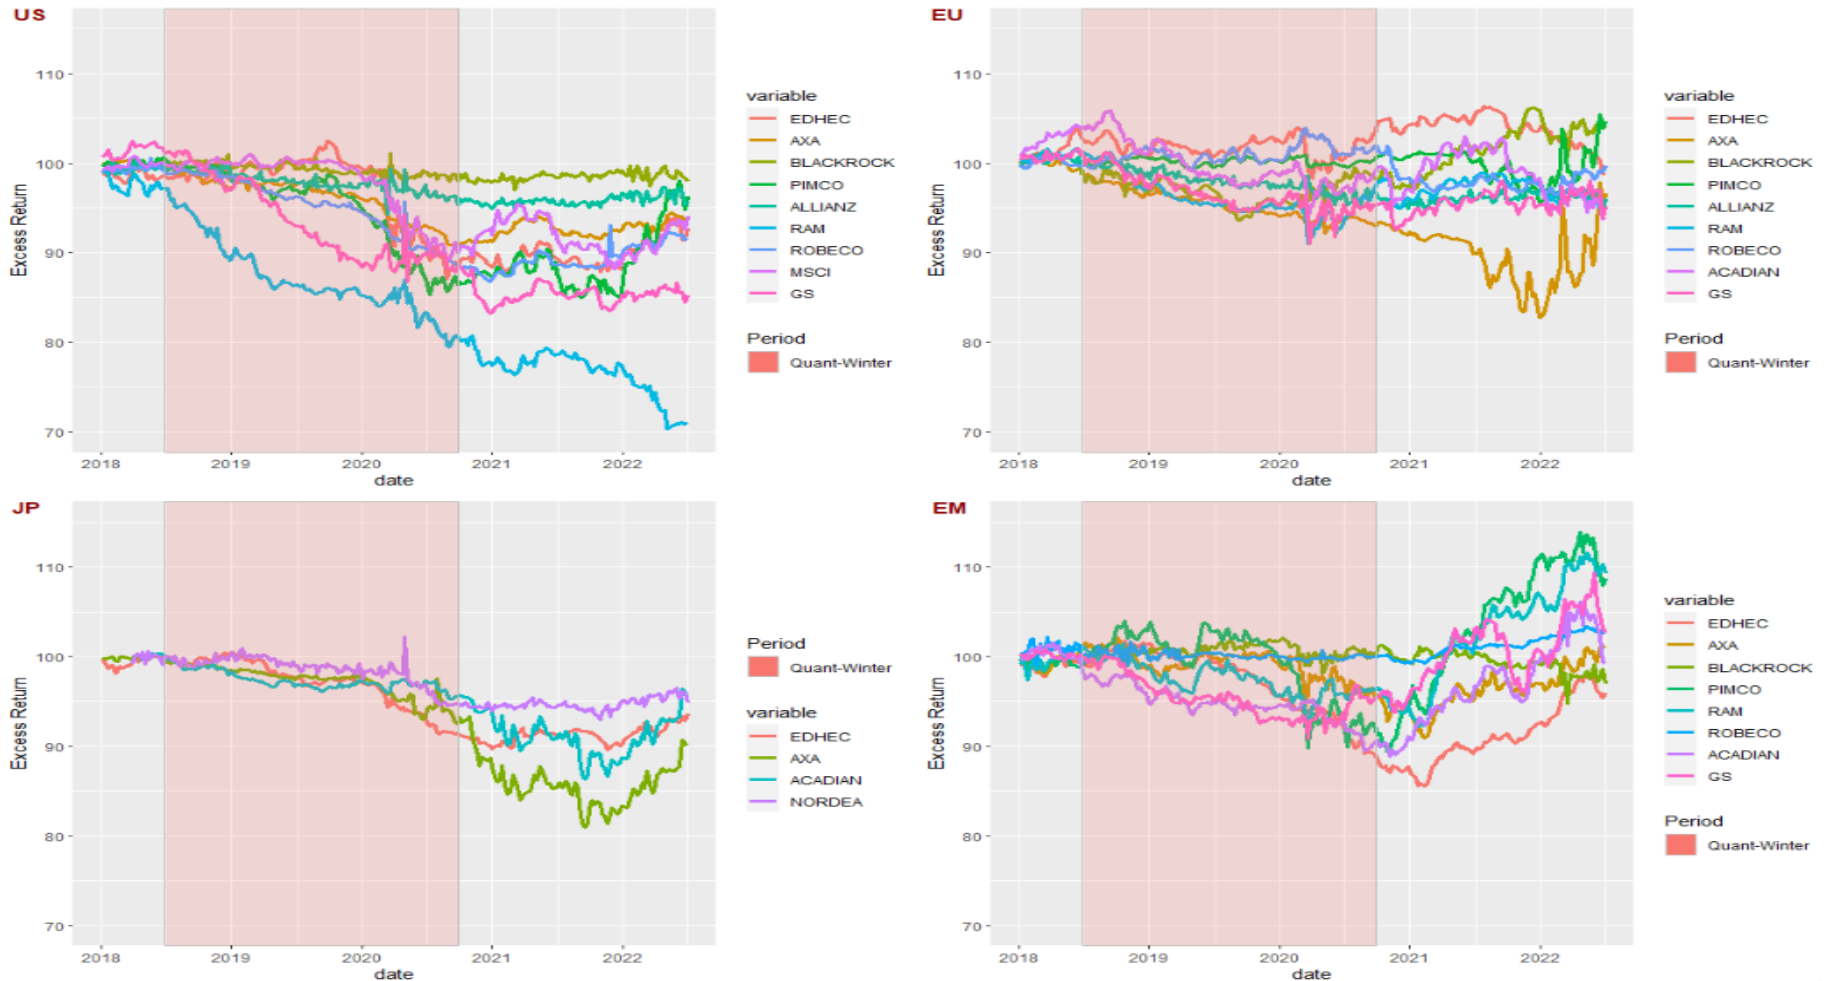 US
Excess Return
110
100
90
80
70
2018 2019 2020 2021 2022
date
variable
EDHEC
AXA
BLACKROCK
PIMCO
ALLIANZ
RAM
ROBECO
MSCI
GS
Period
Quant-Winter
EU
Excess Return
110
100
90
80
70
2018 2019 2020 2021 2022
date
variable
EDHEC
AXA
BLACKROCK
PIMCO
ALLIANZ
RAM
ROBECO
ACADIAN
GS
Period
Quant-Winter
JP
Excess Return
110
100
90
80
70
2018 2019 2020 2021 2022
date
Period
Quant-Winter
variable
EDHEC
AXA
ACADIAN
NORDEA
EM
Excess Return
110
100
90
80
70
2018 2019 2020 2021 2022
date
variable
EDHEC
AXA
BLACKROCK
PIMCO
RAM
ROBECO
ACADIAN
GS
Period
Quant-Winter